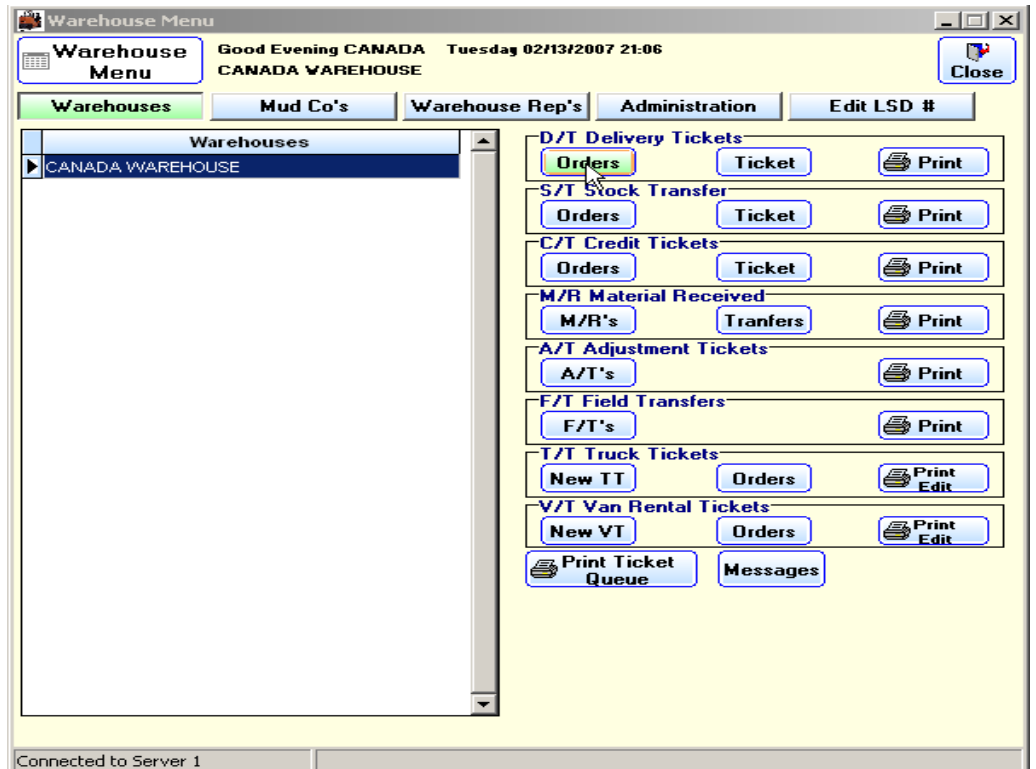 Warehouse Menu
Warehouse Menu
Good Evening CANADA Tuesday 02/13/2007 21:06
CANADA WAREHOUSE
Close
Warehouses Mud Co's Warehouse Rep's Administration Edit LSD #
Warehouses
CANADA WAREHOUSE
D/T Delivery Tickets
Orders Ticket Print
S/T Stock Transfer
Orders Ticket Print
C/T Credit Tickets
Orders Ticket Print
M/R Material Received
M/R's Tranfers Print
A/T Adjustment Tickets
A/T's Print
F/T Field Transfers
F/T's Print
T/T Truck Tickets
New TT Orders Print Edit
V/T Van Rental Tickets
New VT Orders Print Edit
Print Ticket Queue Messages
Connected to Server 1